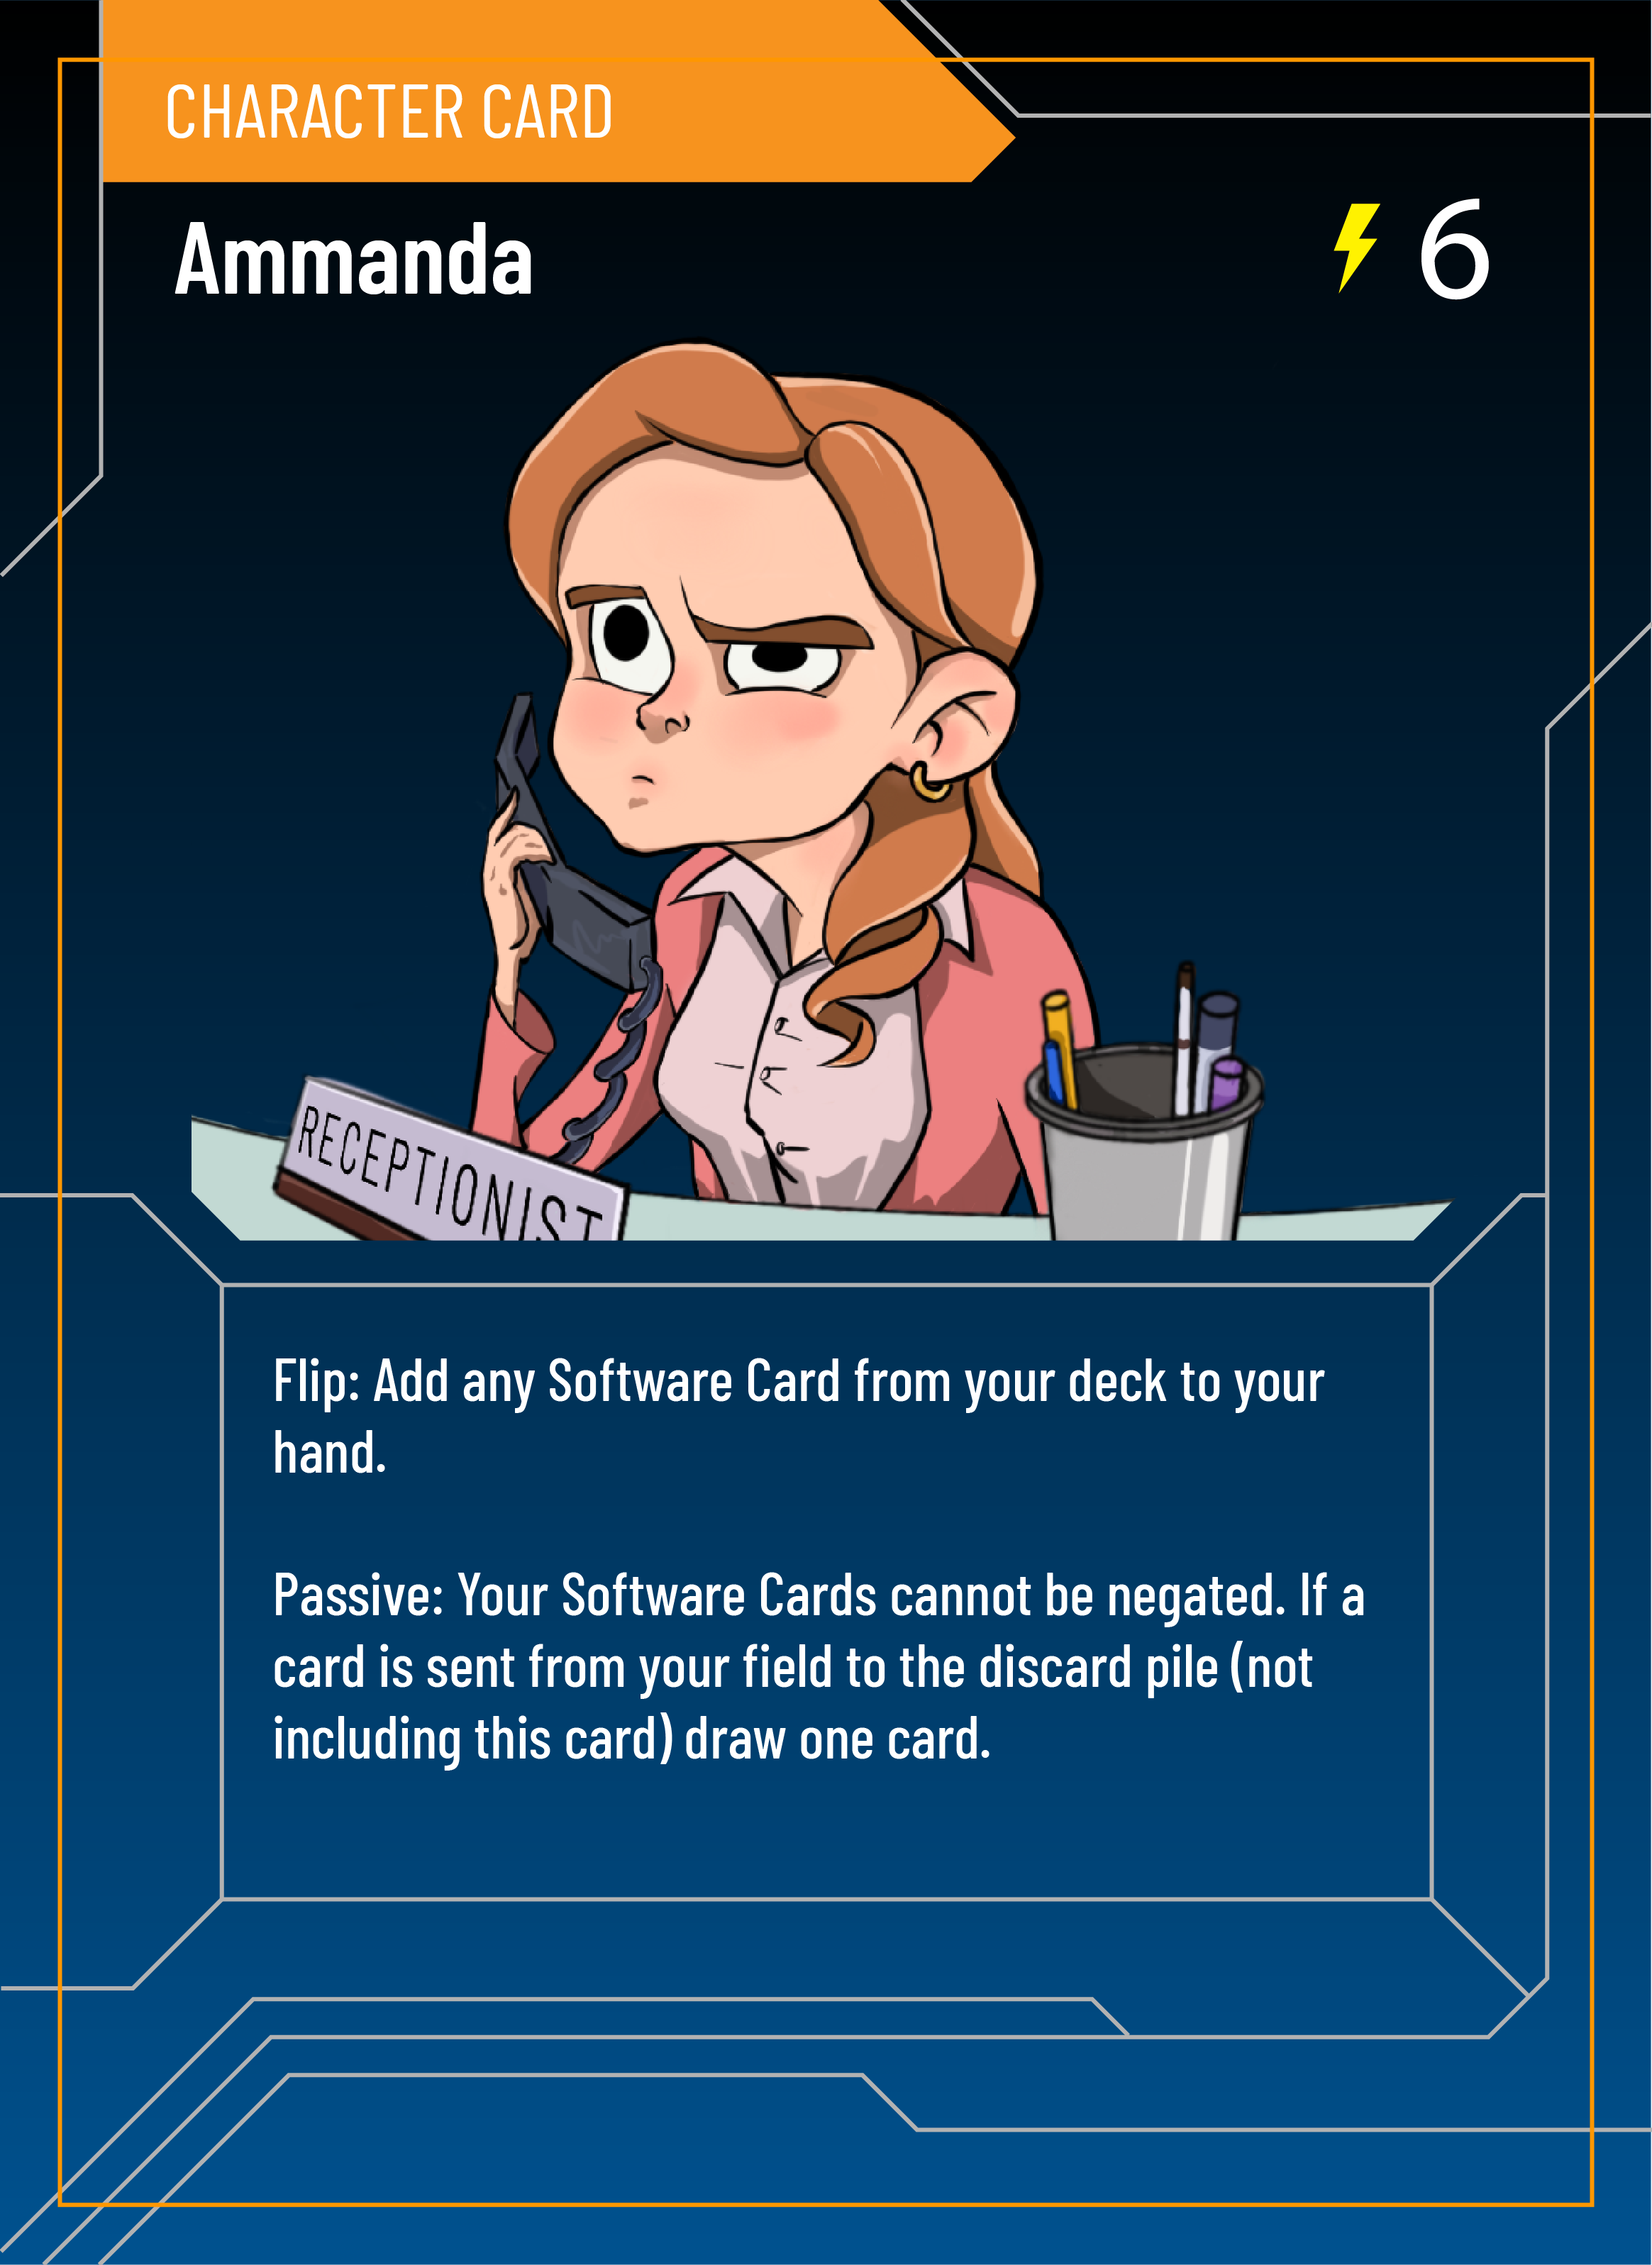 CHARACTER CARD
Ammanda
6
RECEPTIONIST
Flip: Add any Software Card from your deck to your
hand.
Passive: Your Software Cards cannot be negated. If a
card is sent from your field to the discard pile (not
including this card) draw one card.